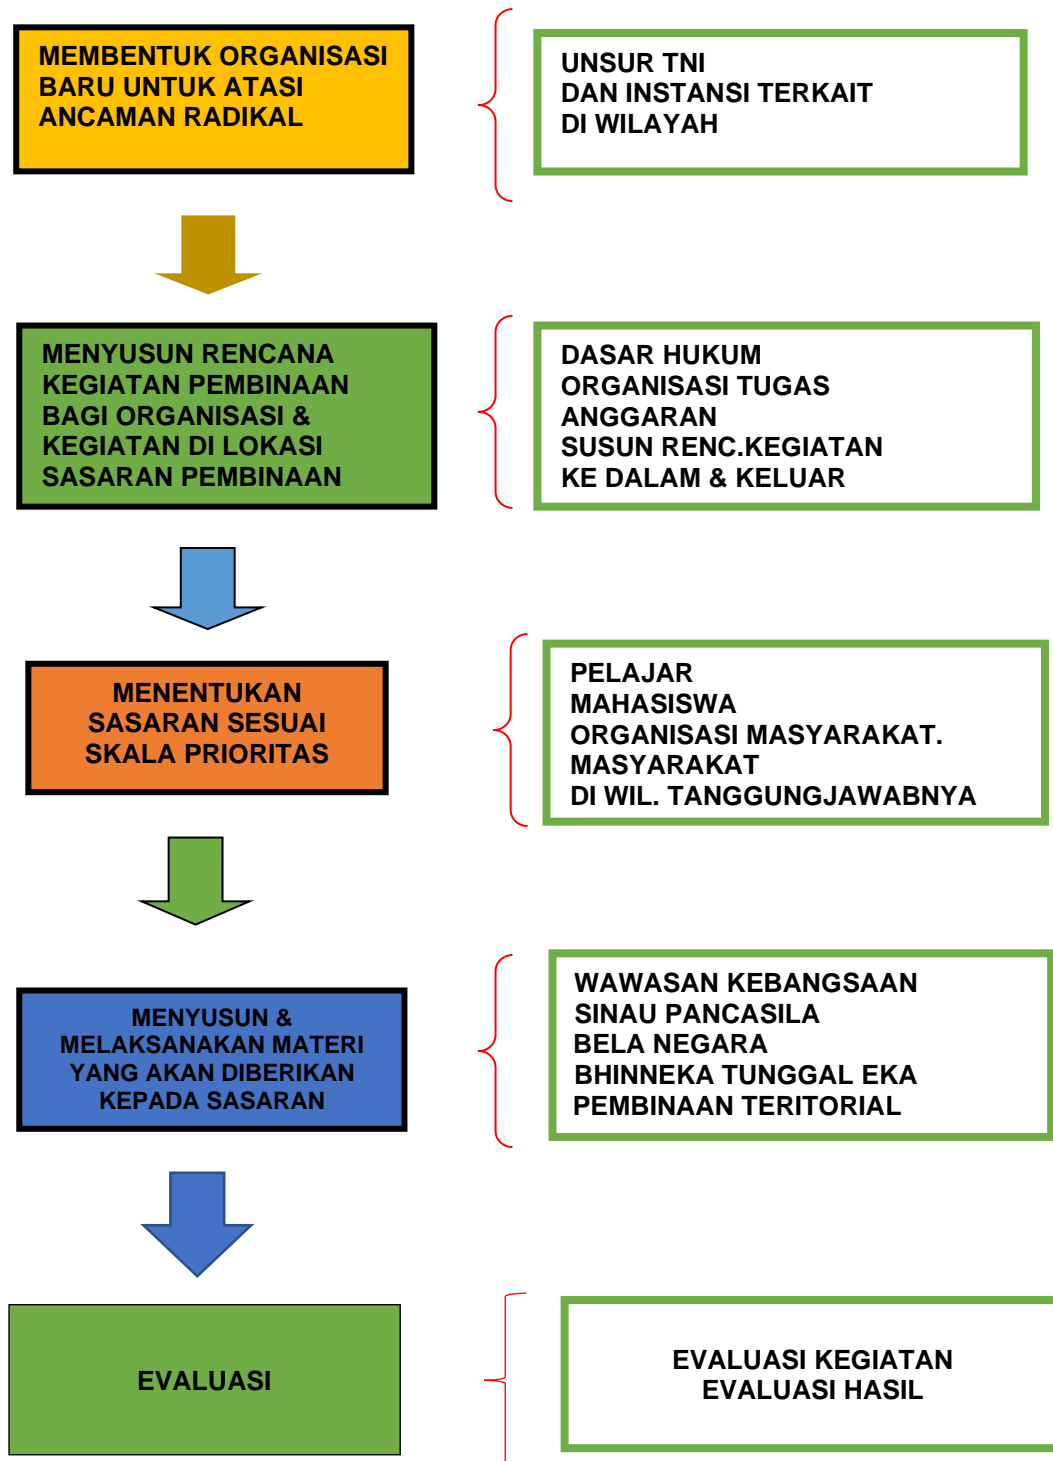 MEMBENTUK ORGANISASI
BARU UNTUK ATASI
ANCAMAN RADIKAL
UNSUR TNI
DAN INSTANSI TERKAIT
DI WILAYAH
MENYUSUN RENCANA
KEGIATAN PEMBINAAN
BAGI ORGANISASI &
KEGIATAN DI LOKASI
SASARAN PEMBINAAN
DASAR HUKUM
ORGANISASI TUGAS
ANGGARAN
SUSUN RENC.KEGIATAN
KE DALAM & KELUAR
MENENTUKAN
SASARAN SESUAI
SKALA PRIORITAS
PELAJAR
MAHASISWA
ORGANISASI MASYARAKAT.
MASYARAKAT
DI WIL. TANGGUNGJAWABNYA
MENYUSUN &
MELAKSANAKAN MATERI
YANG AKAN DIBERIKAN
KEPADA SASARAN
WAWASAN KEBANGSAAN
SINAU PANCASILA
BELA NEGARA
BHINNEKA TUNGGAL EKA
PEMBINAAN TERITORIAL
EVALUASI
EVALUASI KEGIATAN
EVALUASI HASIL